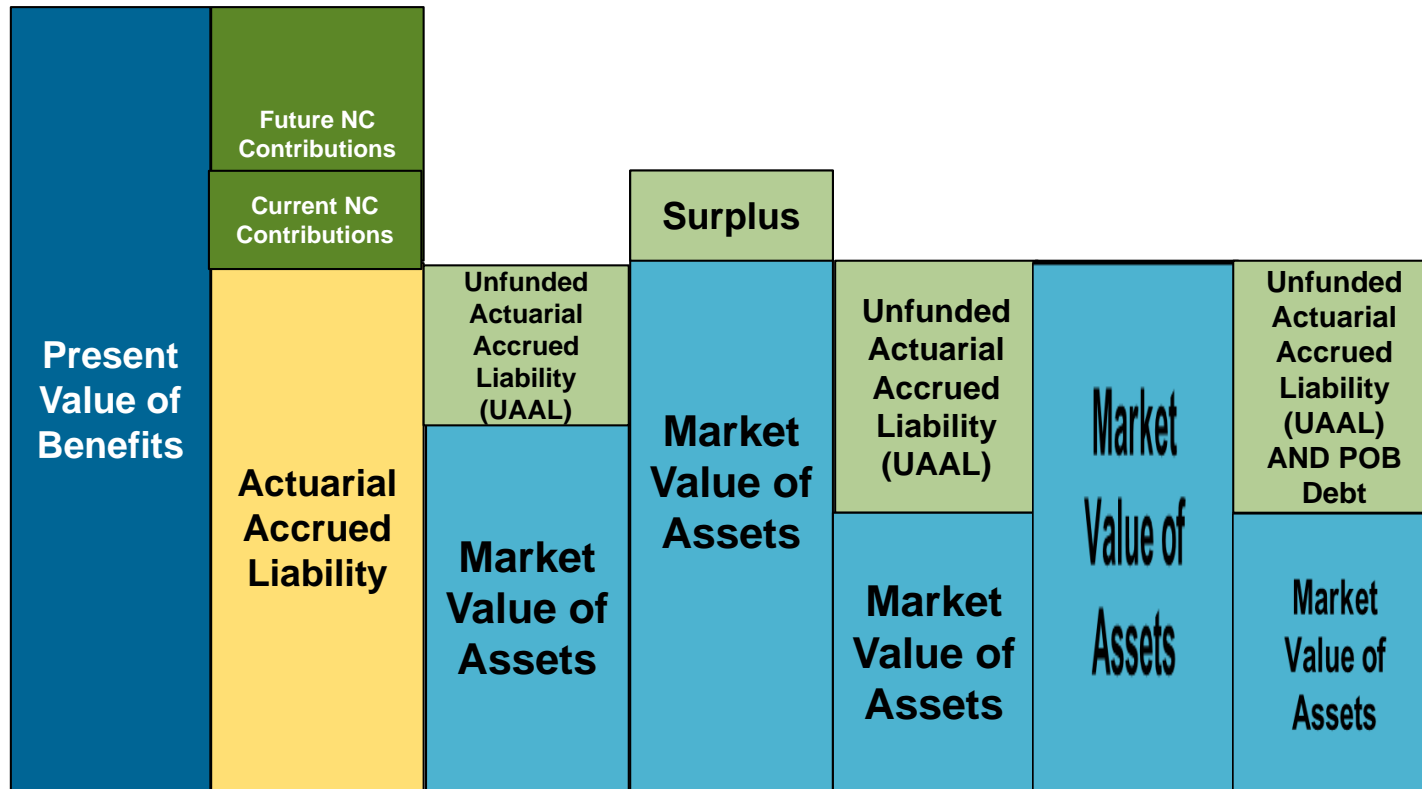 Present
Value of
Benefits
Future NC
Contributions
Current NC
Contributions
Actuarial
Accrued
Liability
Unfunded
Actuarial
Accrued
Liability
(UAAL)
Market
Value of
Assets
Surplus
Market
Value of
Assets
Unfunded
Actuarial
Accrued
Liability
(UAAL)
Market
Value of
Assets
Market
Value of
Assets
Unfunded
Actuarial
Accrued
Liability
(UAAL)
AND POB
Debt
Market
Value of
Assets